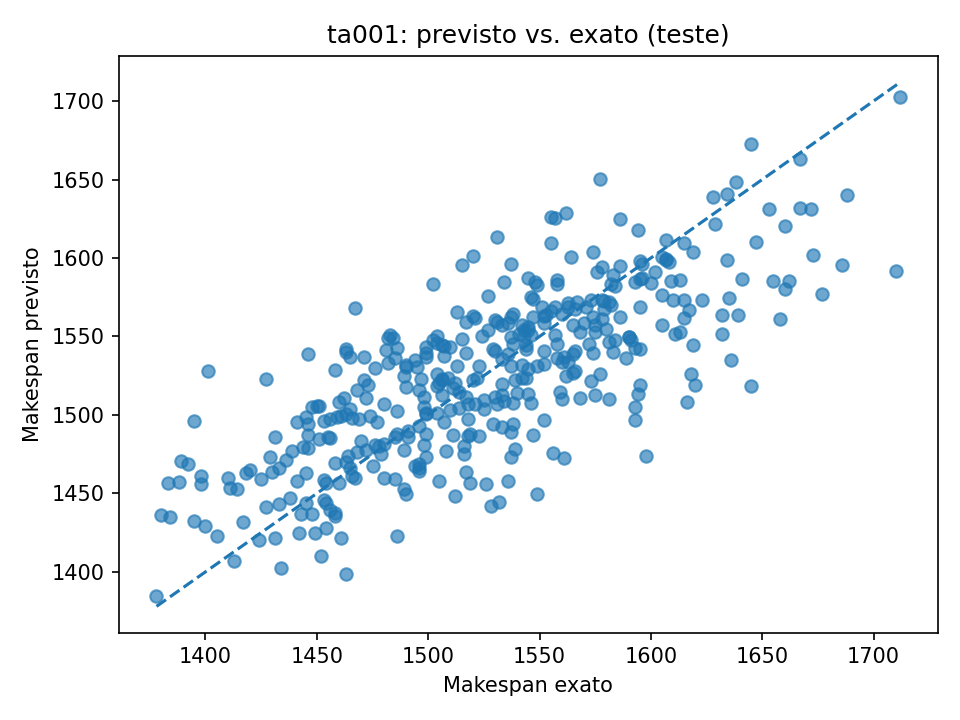 ta001: previsto vs. exato (teste)
Makespan previsto
1700
1650
1600
1550
1500
1450
1400
1400 1450 1500 1550 1600 1650 1700
Makespan exato